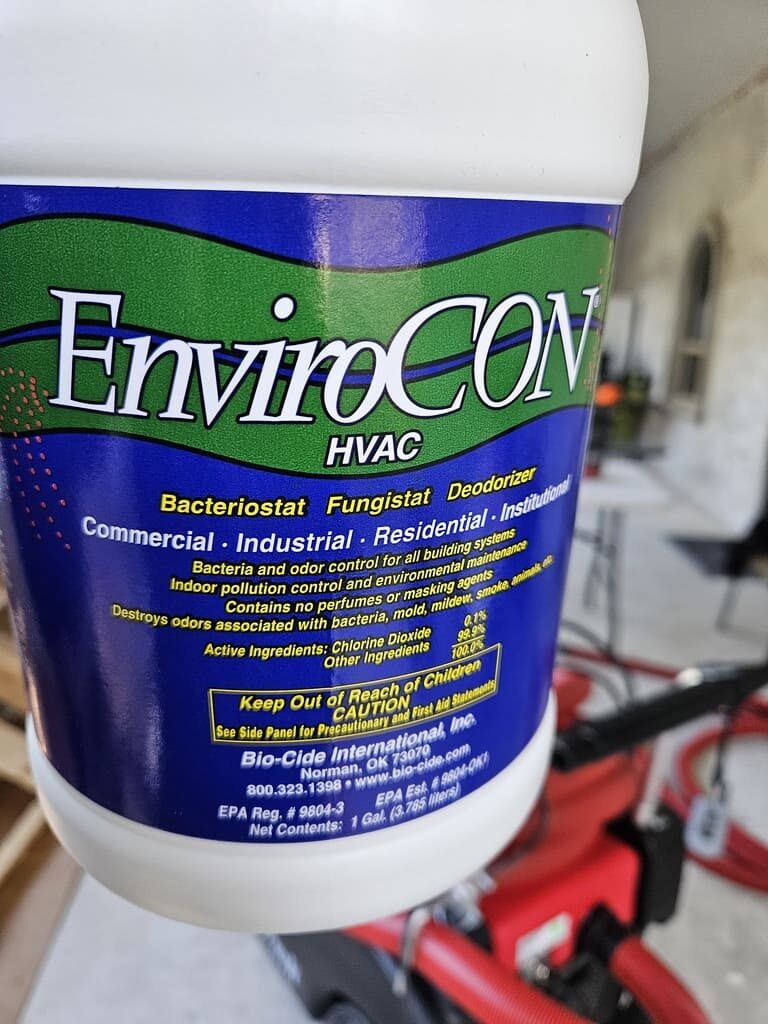 EnviroCON®
HVAC
Bacteriostat Fungistat Deodorizer
Commercial · Industrial · Residential · Institutional
Bacteria and odor control for all building systems
Indoor pollution control and environmental maintenance
Contains no perfumes or masking agents
Destroys odors associated with bacteria, mold, mildew, smoke, animals, etc.
Active Ingredients: Chlorine Dioxide 0.1%
Other Ingredients 99.9%
100.0%
Keep Out of Reach of Children
CAUTION
See Side Panel for Precautionary and First Aid Statements
Bio-Cide International, Inc.
Norman, OK 73070
800.323.1398 • www.bio-cide.com
EPA Reg. # 9804-3 EPA Est. # 9804-OK1
Net Contents: 1 Gal. (3.785 liters)